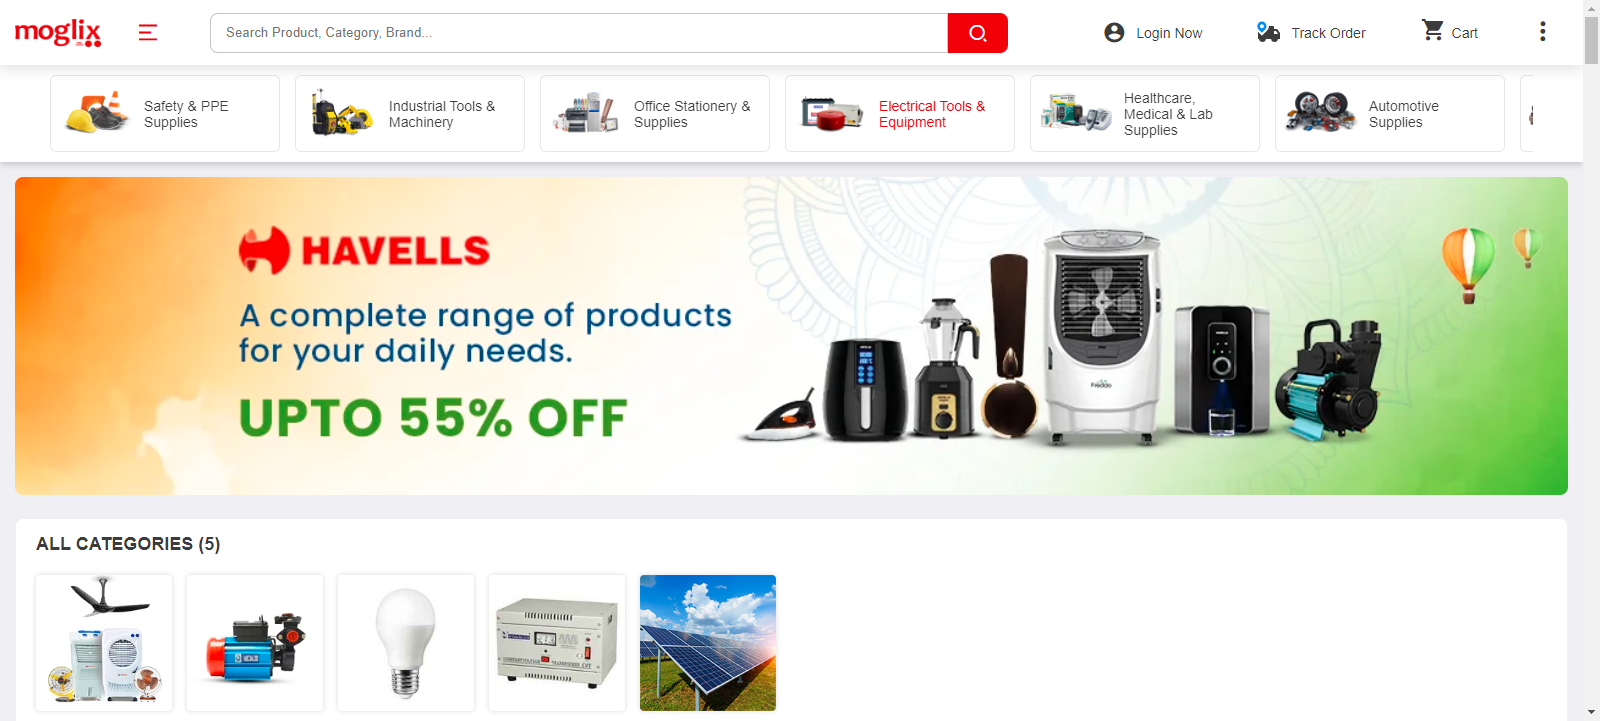 moglix
Search Product, Category, Brand...
Login Now
Track Order
Cart
Safety & PPE
Supplies
Industrial Tools &
Machinery
Office Stationery &
Supplies
Electrical Tools &
Equipment
Healthcare,
Medical & Lab
Supplies
Automotive
Supplies
HAVELLS
A complete range of products
for your daily needs.
UPTO 55% OFF
Freddo
ALL CATEGORIES (5)